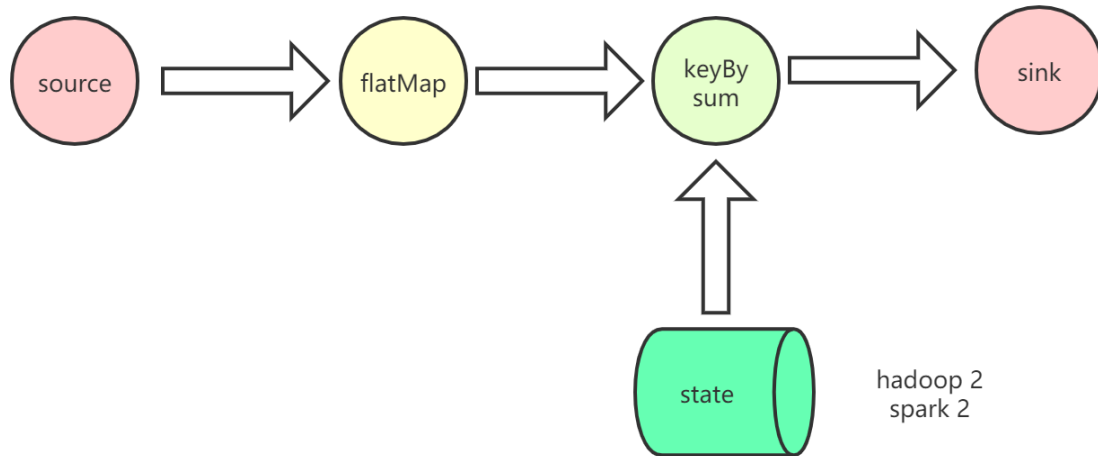 source
flatMap
keyBy
sum
sink
state
hadoop 2
spark 2